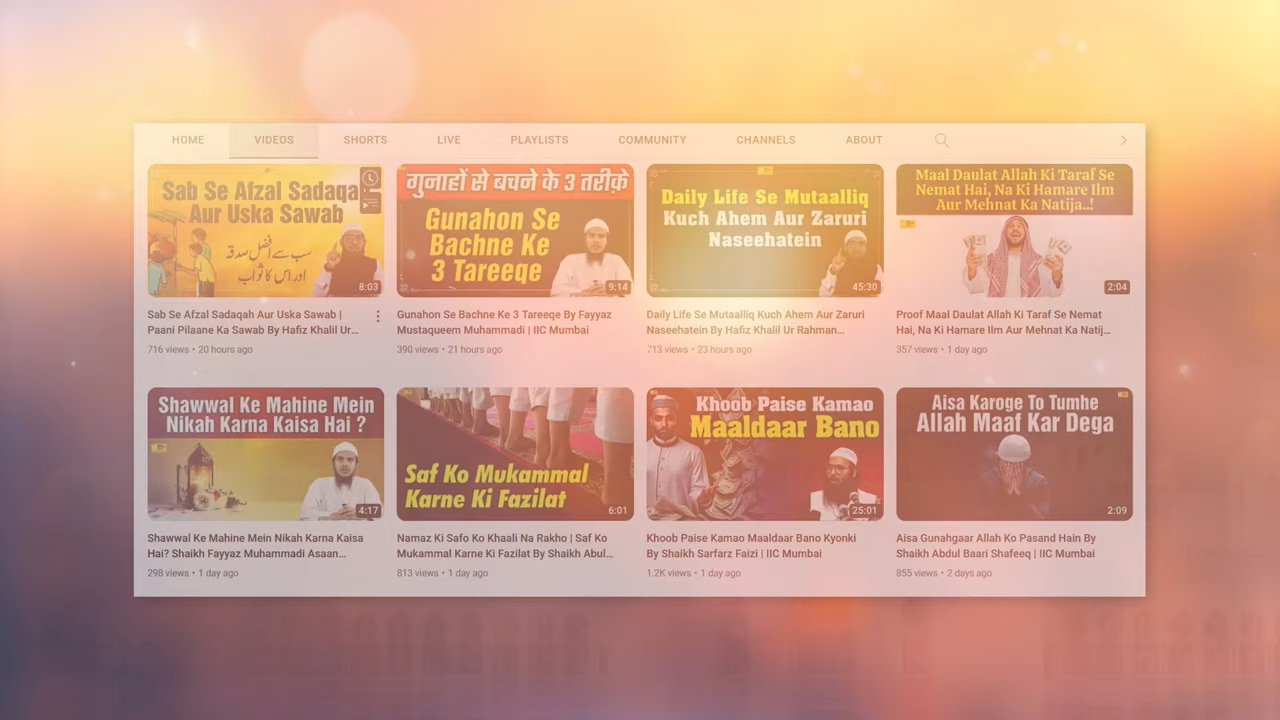 HOME VIDEOS SHORTS LIVE PLAYLISTS COMMUNITY CHANNELS ABOUT
Sab Se Afzal Sadaqa
Aur Uska Sawab
سب سے افضل صدقہ
اور اس کا ثواب
8:03
Sab Se Afzal Sadaqah Aur Uska Sawab |
Paani Pilaane Ka Sawab By Hafiz Khalil Ur...
716 views • 20 hours ago
गुनाहों से बचने के 3 तरीक़े
Gunahon Se
Bachne Ke
3 Tareeqe
9:14
Gunahon Se Bachne Ke 3 Tareeqe By Fayyaz
Mustaqueem Muhammadi | IIC Mumbai
390 views • 21 hours ago
Daily Life Se Mutaalliq
Kuch Ahem Aur Zaruri
Naseehatein
45:30
Daily Life Se Mutaalliq Kuch Ahem Aur Zaruri
Naseehatein By Hafiz Khalil Ur Rahman...
713 views • 23 hours ago
Maal Daulat Allah Ki Taraf Se
Nemat Hai, Na Ki Hamare Ilm
Aur Mehnat Ka Natija..!
2:04
Proof Maal Daulat Allah Ki Taraf Se Nemat
Hai, Na Ki Hamare Ilm Aur Mehnat Ka Natij...
357 views • 1 day ago
Shawwal Ke Mahine Mein
Nikah Karna Kaisa Hai ?
4:17
Shawwal Ke Mahine Mein Nikah Karna Kaisa
Hai? Shaikh Fayyaz Muhammadi Asaan...
298 views • 1 day ago
Saf Ko Mukammal
Karne Ki Fazilat
6:01
Namaz Ki Safo Ko Khaali Na Rakho | Saf Ko
Mukammal Karne Ki Fazilat By Shaikh Abul...
813 views • 1 day ago
Khoob Paise Kamao
Maaldaar Bano
25:01
Khoob Paise Kamao Maaldaar Bano Kyonki
By Shaikh Sarfarz Faizi | IIC Mumbai
1.2K views • 1 day ago
Aisa Karoge To Tumhe
Allah Maaf Kar Dega
2:09
Aisa Gunahgaar Allah Ko Pasand Hain By
Shaikh Abdul Baari Shafeeq | IIC Mumbai
855 views • 2 days ago